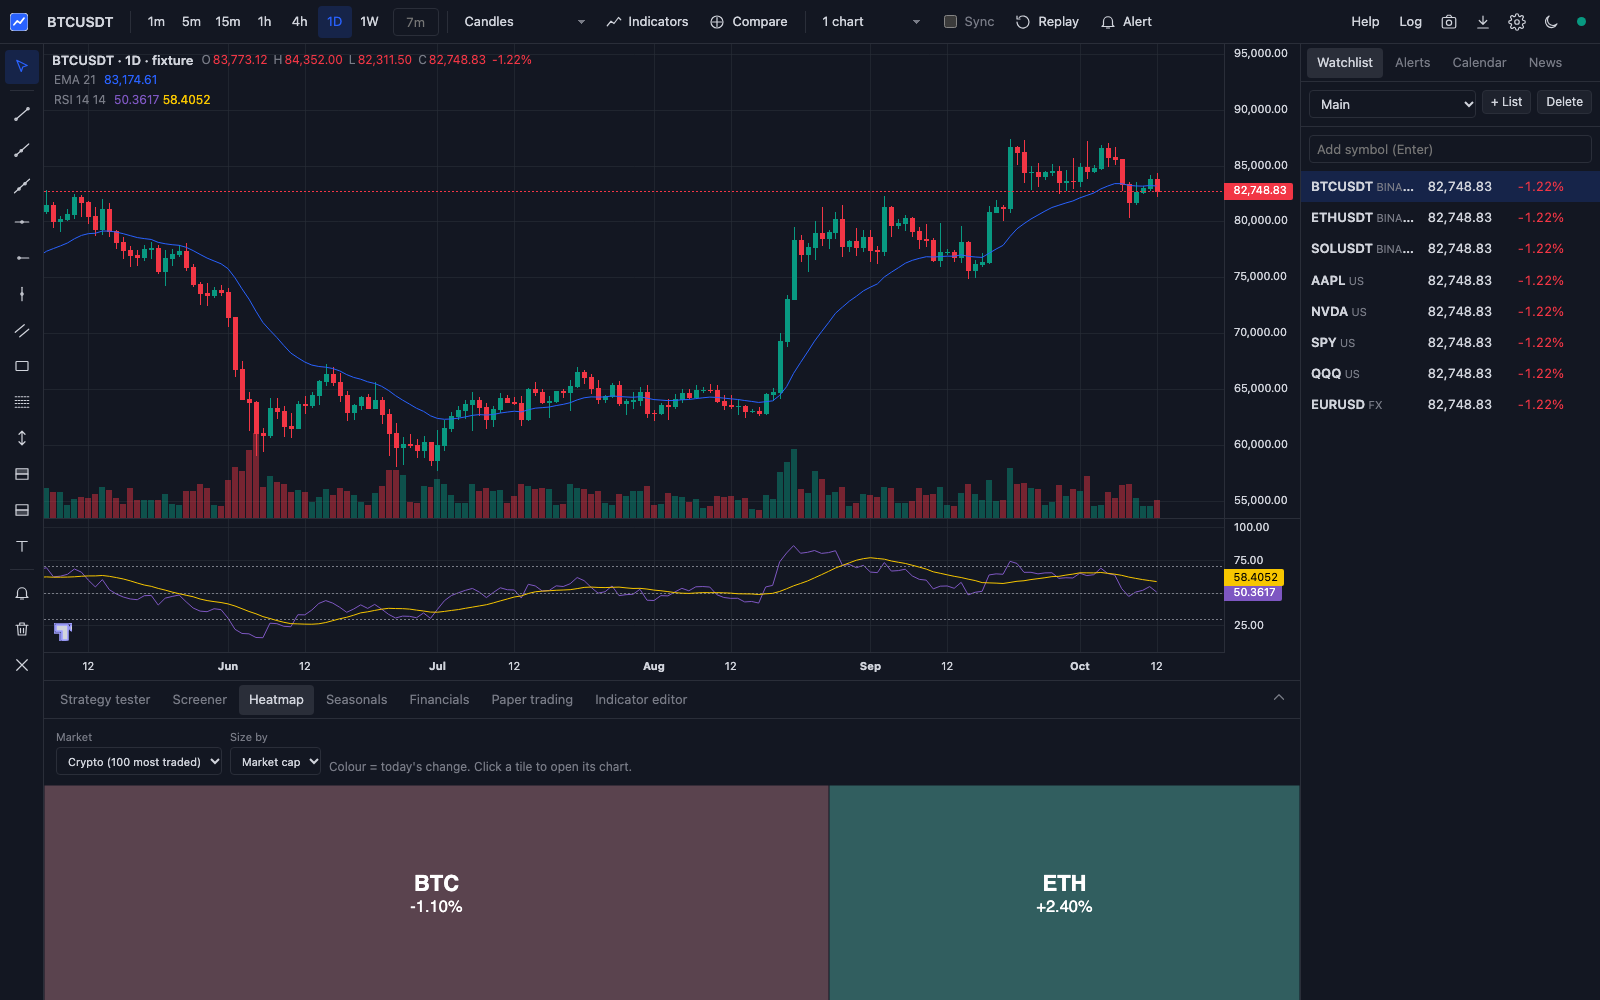 BTCUSDT 1m 5m 15m 1h 4h 1D 1W 7m Candles Indicators Compare 1 chart Sync Replay Alert Help Log
BTCUSDT · 1D · fixture O83,773.12 H84,352.00 L82,311.50 C82,748.83 -1.22%
EMA 21 83,174.61
RSI 14 14 50.3617 58.4052
95,000.00
90,000.00
85,000.00
82,748.83
80,000.00
75,000.00
70,000.00
65,000.00
60,000.00
55,000.00
100.00
75.00
58.4052
50.3617
25.00
12 Jun 12 Jul 12 Aug 12 Sep 12 Oct 12
Watchlist Alerts Calendar News
Main + List Delete
Add symbol (Enter)
BTCUSDT BINA... 82,748.83 -1.22%
ETHUSDT BINA... 82,748.83 -1.22%
SOLUSDT BINA... 82,748.83 -1.22%
AAPL US 82,748.83 -1.22%
NVDA US 82,748.83 -1.22%
SPY US 82,748.83 -1.22%
QQQ US 82,748.83 -1.22%
EURUSD FX 82,748.83 -1.22%
Strategy tester Screener Heatmap Seasonals Financials Paper trading Indicator editor
Market Size by
Crypto (100 most traded) Market cap Colour = today's change. Click a tile to open its chart.
BTC
-1.10%
ETH
+2.40%